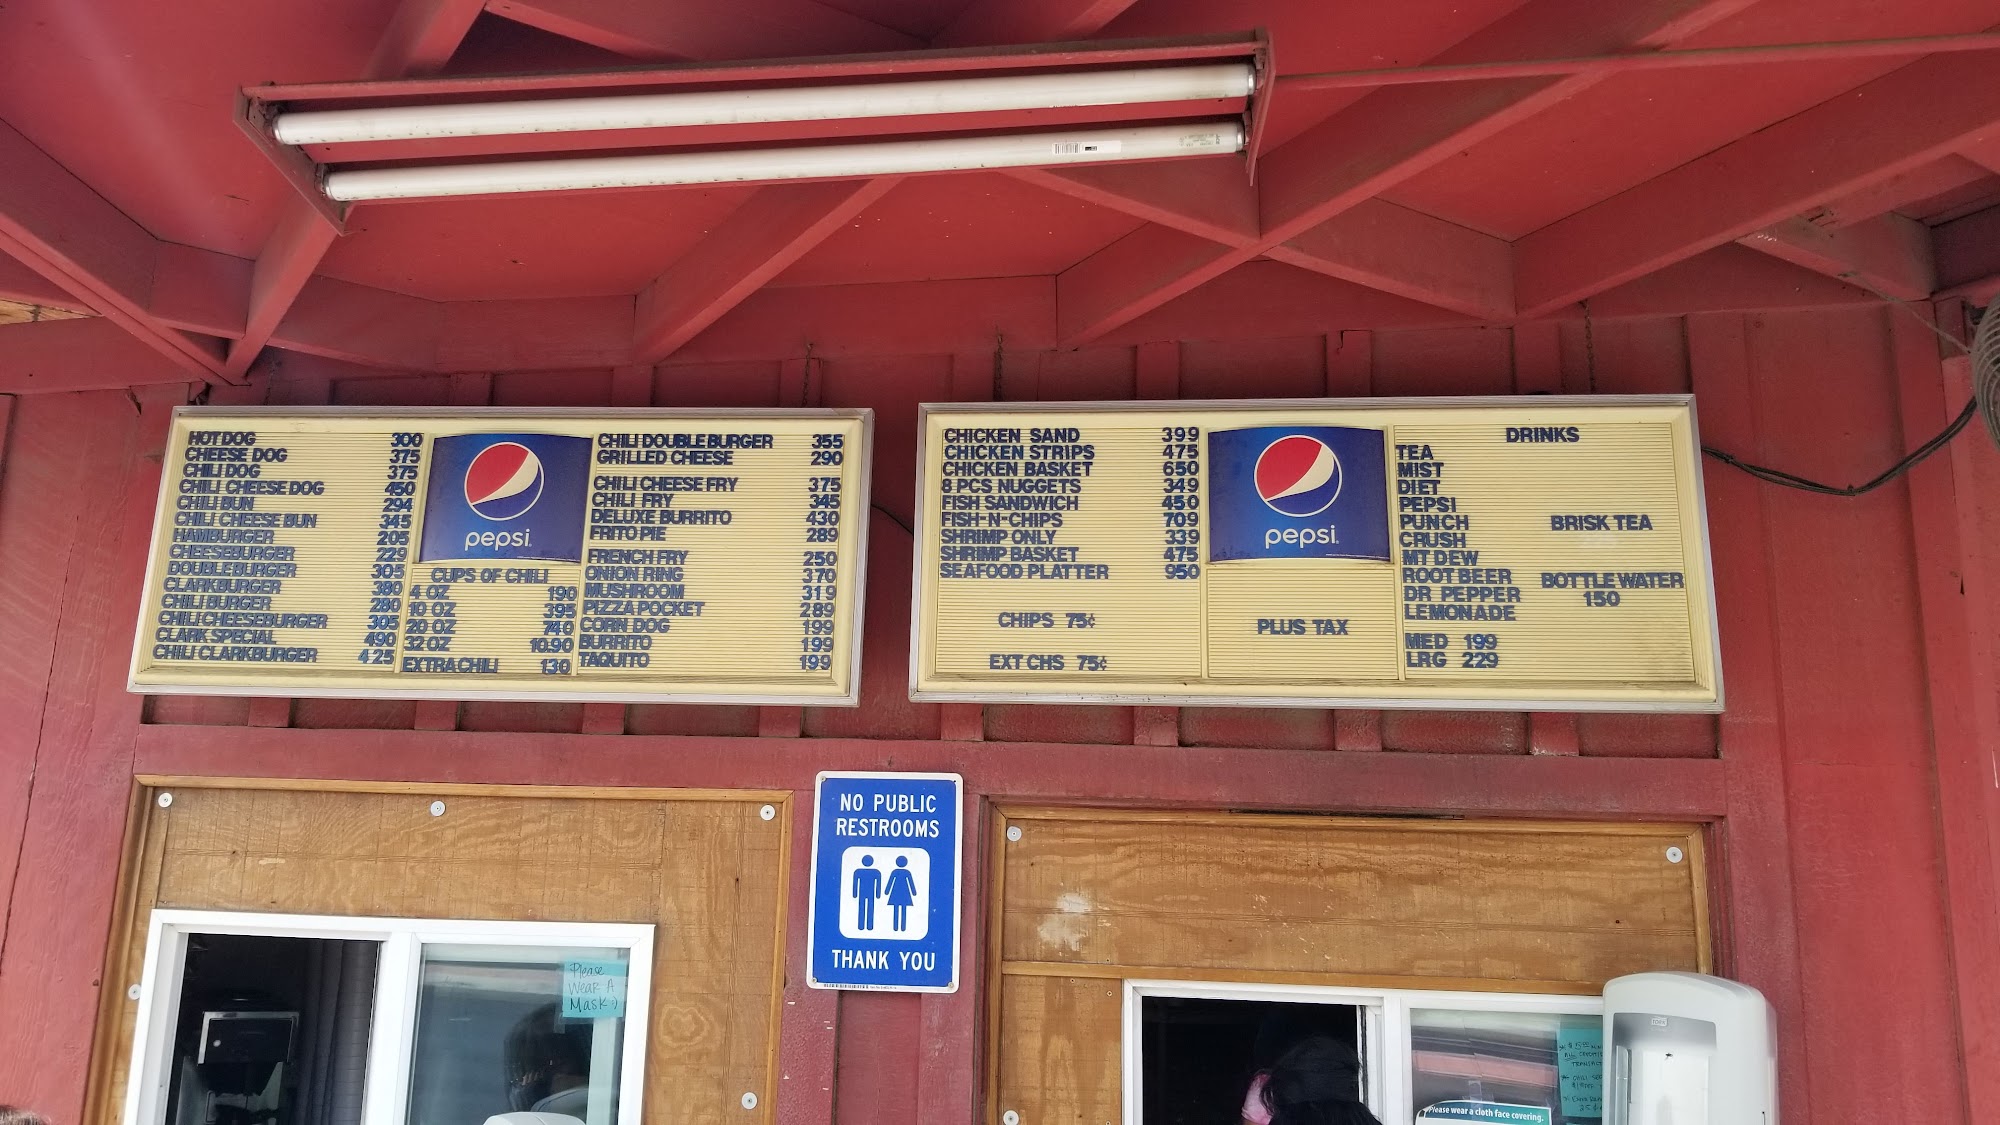 HOT DOG 300
CHEESE DOG 375
CHILI DOG 375
CHILI CHEESE DOG 450
CHILI BUN 294
CHILI CHEESE BUN 345
HAMBURGER 205
CHEESEBURGER 229
DOUBLE BURGER 305
CLARKBURGER 380
CHILI BURGER 280
CHILI CHEESEBURGER 305
CLARK SPECIAL 490
CHILI CLARKBURGER 425
pepsi
CUPS OF CHILI
4 OZ 190
10 OZ 395
20 OZ 740
32 OZ 10.90
EXTRA CHILI 130
CHILI DOUBLE BURGER 355
GRILLED CHEESE 290
CHILI CHEESE FRY 375
CHILI FRY 345
DELUXE BURRITO 430
FRITO PIE 289
FRENCH FRY 250
ONION RING 370
MUSHROOM 319
PIZZA POCKET 289
CORN DOG 199
BURRITO 199
TAQUITO 199
CHICKEN SAND 399
CHICKEN STRIPS 475
CHICKEN BASKET 650
8 PCS NUGGETS 349
FISH SANDWICH 450
FISH-N-CHIPS 709
SHRIMP ONLY 339
SHRIMP BASKET 475
SEAFOOD PLATTER 950
CHIPS 75¢
EXT CHS 75¢
pepsi
PLUS TAX
DRINKS
TEA
MIST
DIET
PEPSI
PUNCH
CRUSH
MT DEW
ROOT BEER
DR PEPPER
LEMONADE
MED 199
LRG 229
BRISK TEA
BOTTLE WATER
150
NO PUBLIC
RESTROOMS
THANK YOU
Please
Wear A
Mask :)
Please wear a cloth face covering.